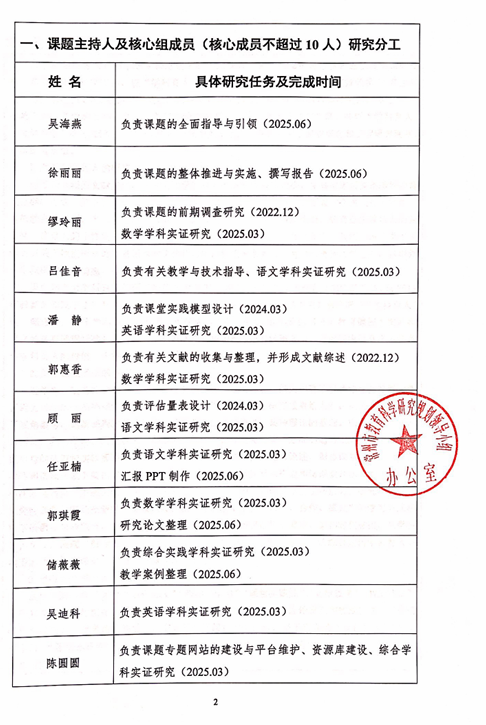 一、课题主持人及核心组成员（核心成员不超过 10 人）研究分工
姓 名
具体研究任务及完成时间
吴海燕
负责课题的全面指导与引领（2025.06）
徐丽丽
负责课题的整体推进与实施、撰写报告（2025.06）
缪玲丽
负责课题的前期调查研究（2022.12）
数学学科实证研究（2025.03）
吕佳音
负责有关教学与技术指导、语文学科实证研究（2025.03）
潘 静
负责课堂实践模型设计（2024.03）
英语学科实证研究（2025.03）
郭惠香
负责有关文献的收集与整理，并形成文献综述（2022.12）
数学学科实证研究（2025.03）
顾 丽
负责评估量表设计（2024.03）
语文学科实证研究（2025.03）
任亚楠
负责语文学科实证研究（2025.03）
汇报 PPT 制作（2025.06）
郭琪霞
负责数学学科实证研究（2025.03）
研究论文整理（2025.06）
储薇薇
负责综合实践学科实证研究（2025.03）
教学案例整理（2025.06）
吴迪科
负责英语学科实证研究（2025.03）
陈圆圆
负责课题专题网站的建设与平台维护、资源库建设、综合学
科实证研究（2025.03）
常州市教育科学研究规划领导小组
办公室
2